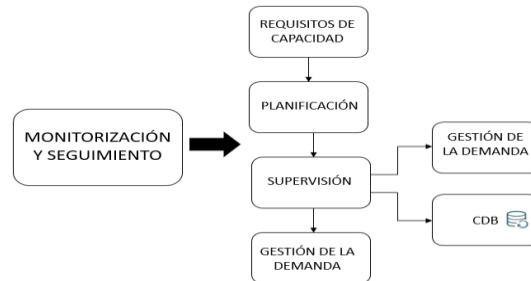 REQUISITOS DE
CAPACIDAD
PLANIFICACIÓN
MONITORIZACIÓN
Y SEGUIMIENTO
SUPERVISIÓN
GESTIÓN DE
LA DEMANDA
CDB
GESTIÓN DE LA
DEMANDA